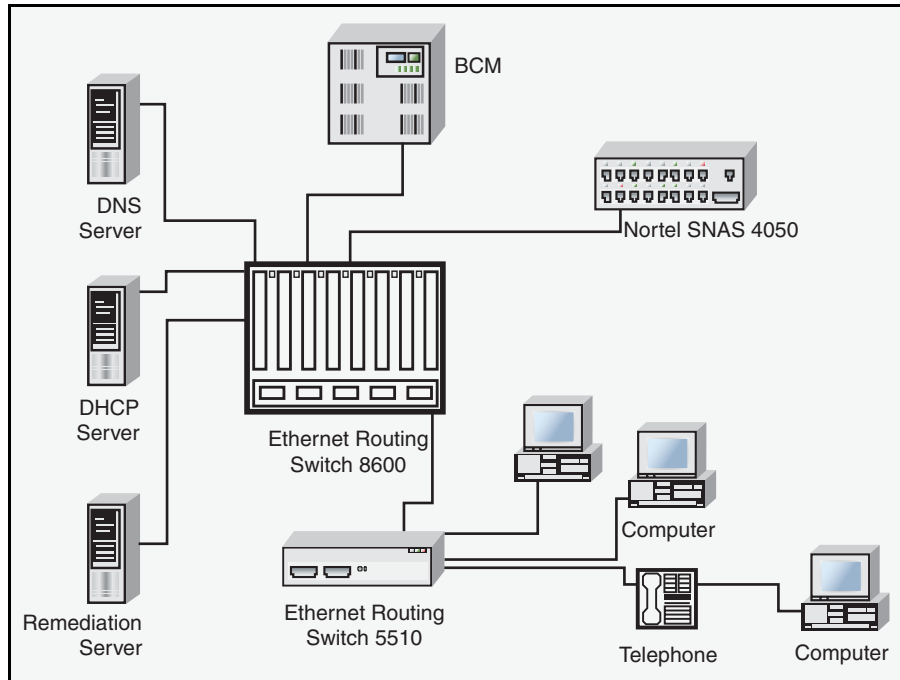 BCM
DNS
Server
Nortel SNAS 4050
DHCP
Server
Ethernet Routing
Switch 8600
Computer
Remediation
Server
Ethernet Routing
Switch 5510
Telephone
Computer